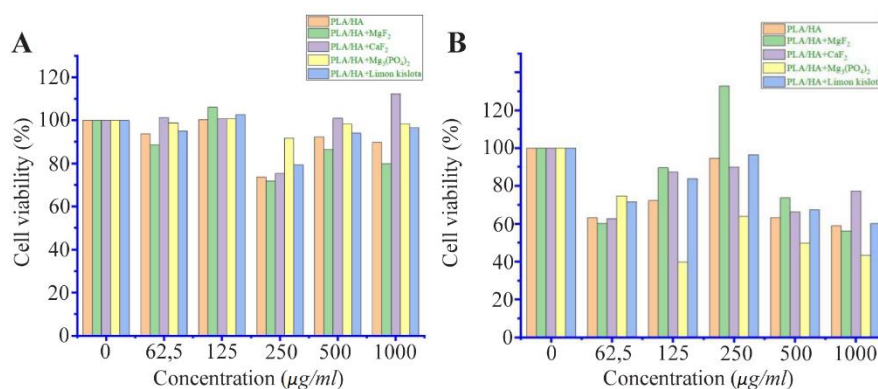 A
PLA/HA
PLA/HA+MgF₂
PLA/HA+CaF₂
PLA/HA+Mg₃(PO₄)₂
PLA/HA+Limon kislota
Cell viability (%)
120
100
80
60
40
20
0
0 62,5 125 250 500 1000
Concentration (µg/ml)
B
PLA/HA
PLA/HA+MgF₂
PLA/HA+CaF₂
PLA/HA+Mg₃(PO₄)₂
PLA/HA+Limon kislota
Cell viability (%)
120
100
80
60
40
20
0
0 62,5 125 250 500 1000
Concentration (µg/ml)